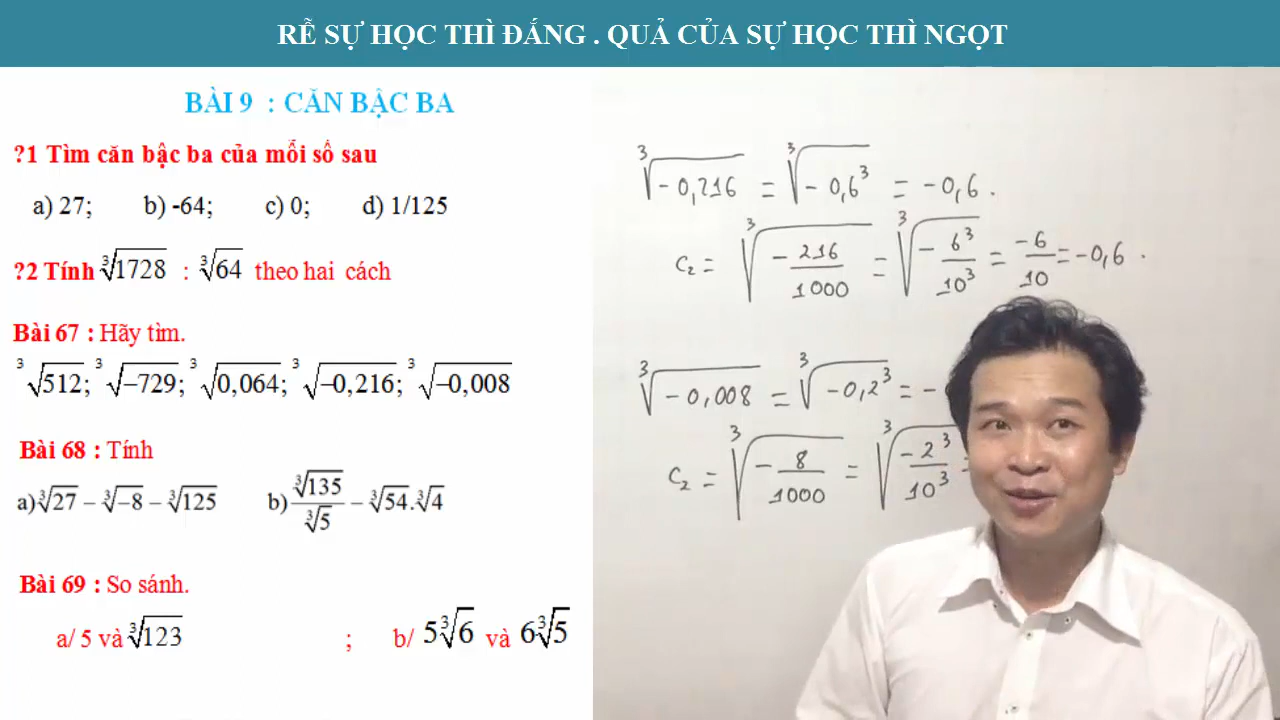 RỄ SỰ HỌC THÌ ĐẮNG . QUẢ CỦA SỰ HỌC THÌ NGỌT
BÀI 9 : CĂN BẬC BA
?1 Tìm căn bậc ba của mỗi số sau
a) 27; b) -64; c) 0; d) 1/125
?2 Tính ∛1728 : ∛64 theo hai cách
Bài 67 : Hãy tìm.
∛512; ∛−729; ∛0,064; ∛−0,216; ∛−0,008
Bài 68 : Tính
a)∛27 − ∛−8 − ∛125 b) ∛135/∛5 − ∛54.∛4
Bài 69 : So sánh.
a/ 5 và ∛123 ; b/ 5∛6 và 6∛5
∛-0,216 = ∛-0,6³ = -0,6.
C₂ = ∛-216/1000 = ∛-6³/10³ = -6/10 = -0,6.
∛-0,008 = ∛-0,2³ = -
C₂ = ∛-8/1000 = ∛-2³/10³ =